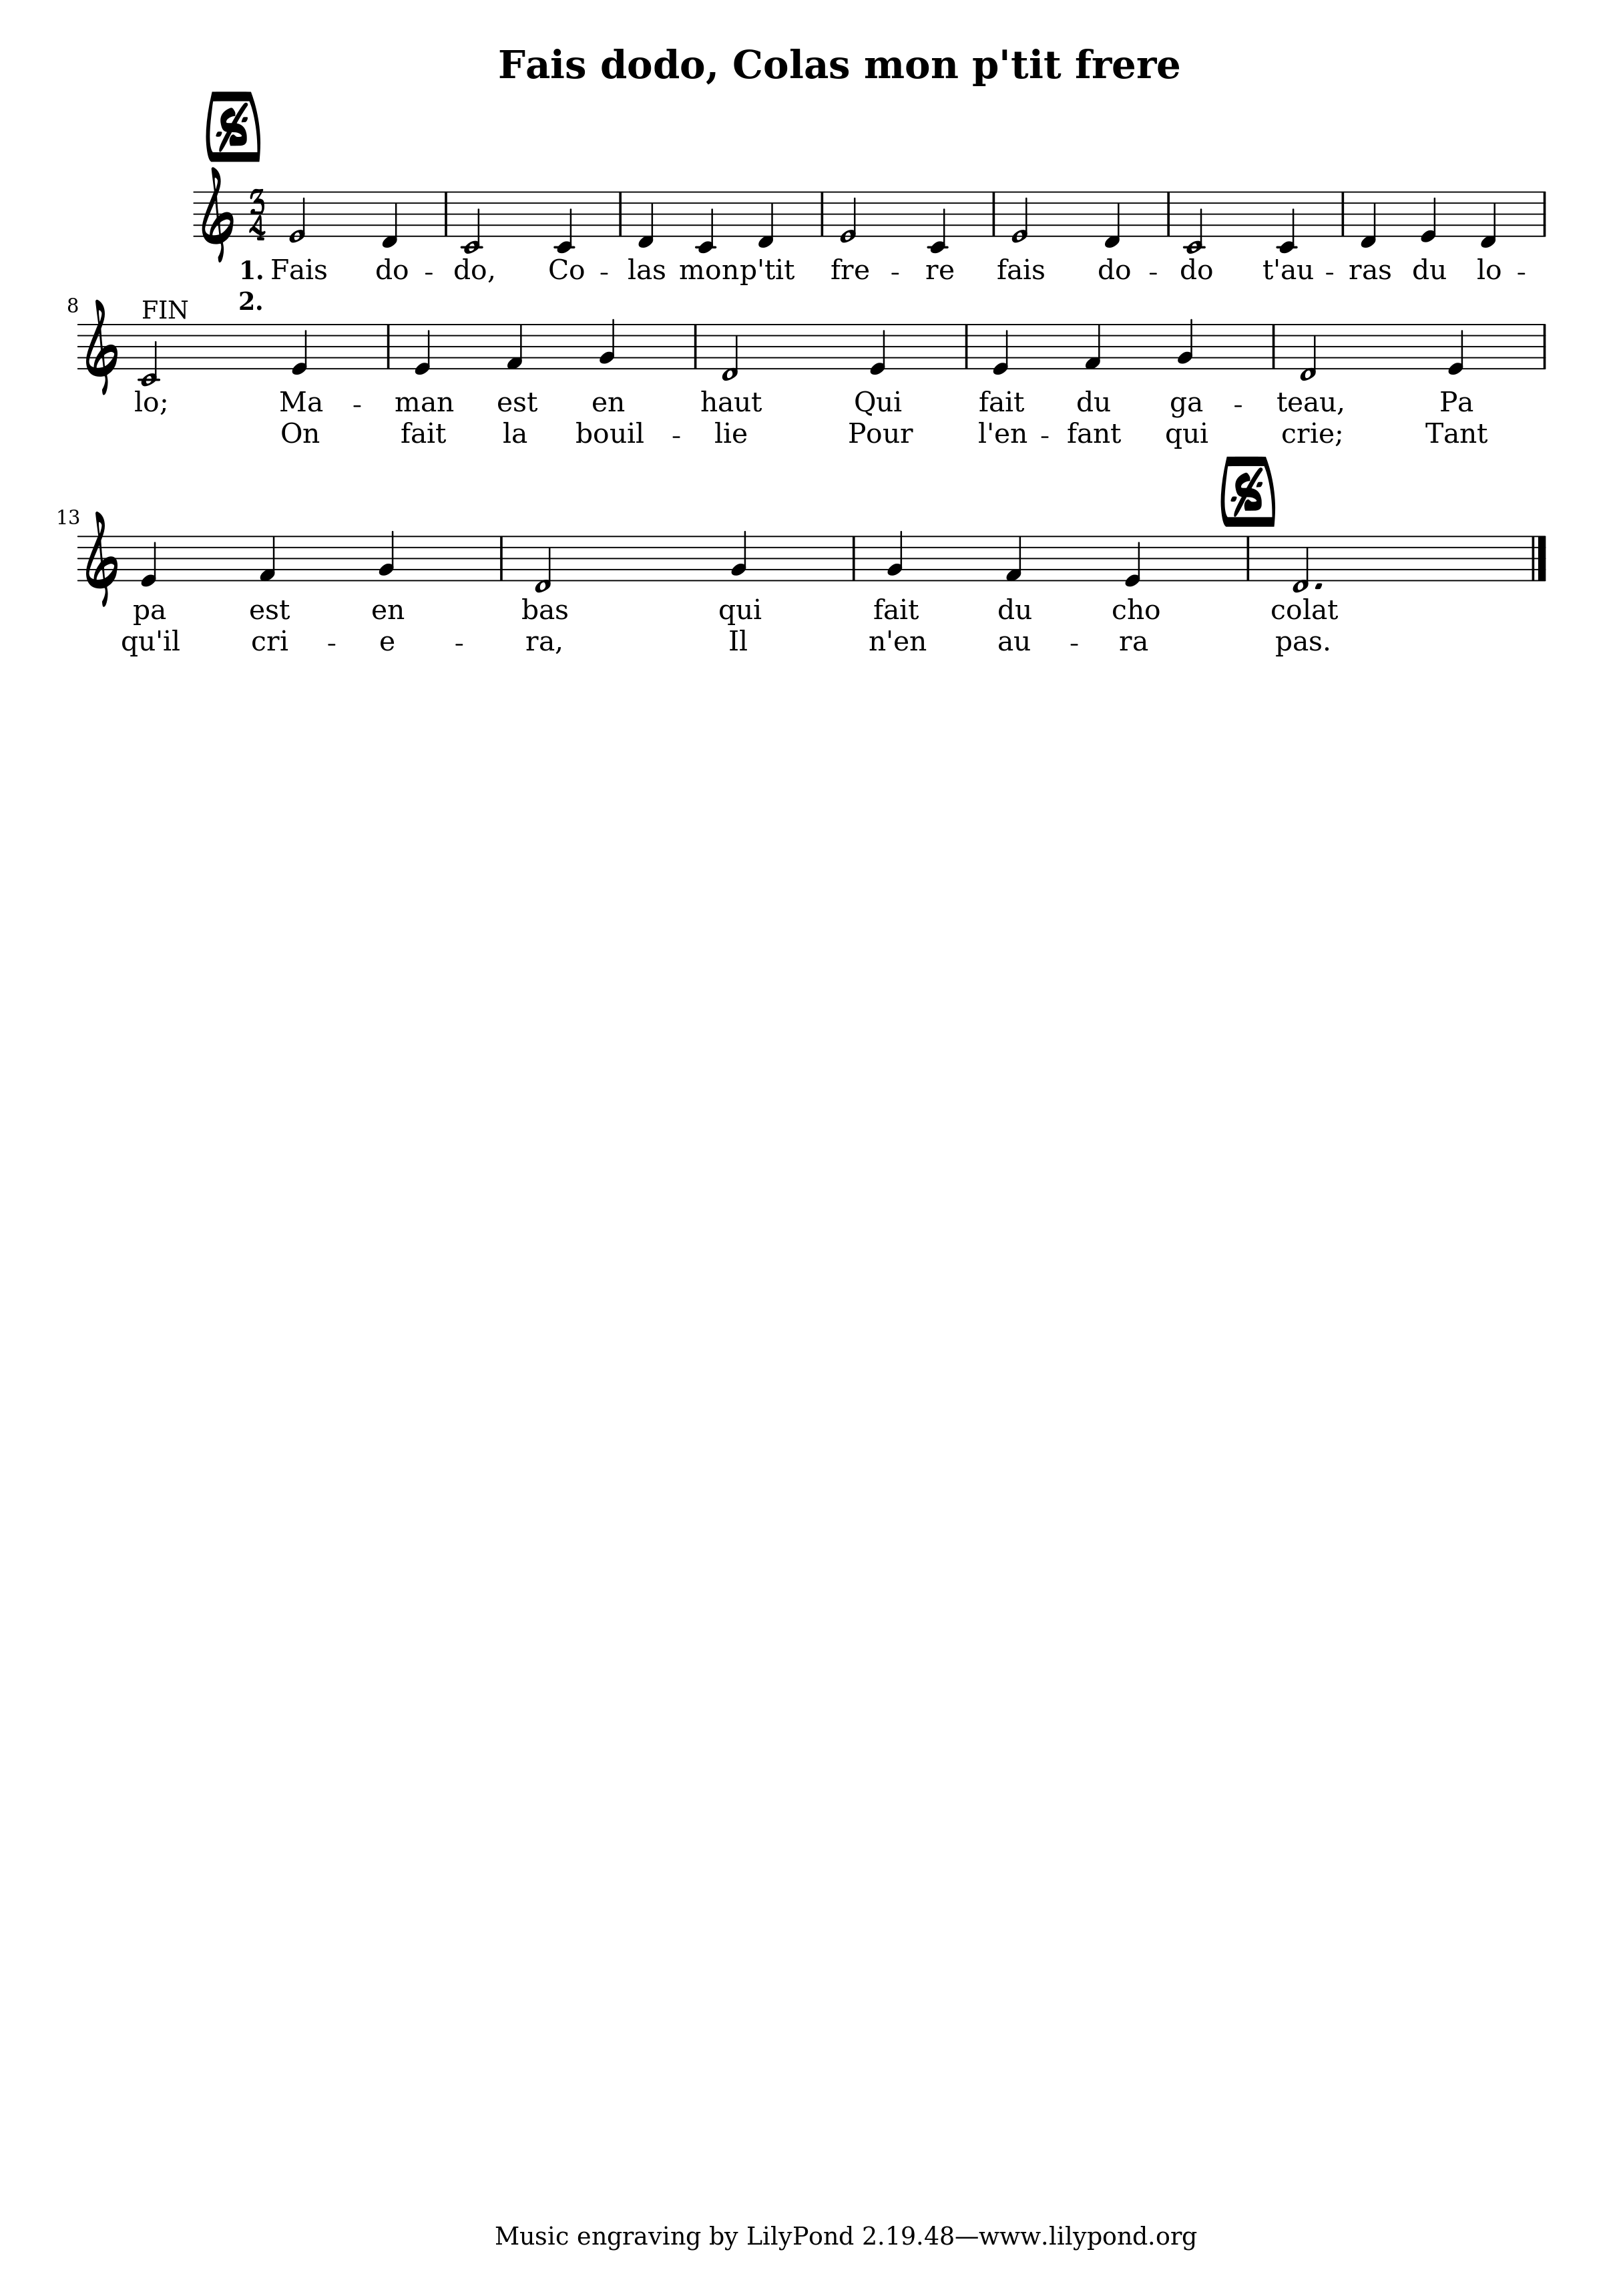 Fais dodo, Colas mon p'tit frere
3
4
1. Fais do - do, Co - las mon p'tit fre - re fais do - do t'au - ras du lo -
2.
8
FIN
lo; Ma - man est en haut Qui fait du ga - teau, Pa
On fait la bouil - lie Pour l'en - fant qui crie; Tant
13
pa est en bas qui fait du cho colat
qu'il cri - e - ra, Il n'en au - ra pas.
Music engraving by LilyPond 2.19.48—www.lilypond.org